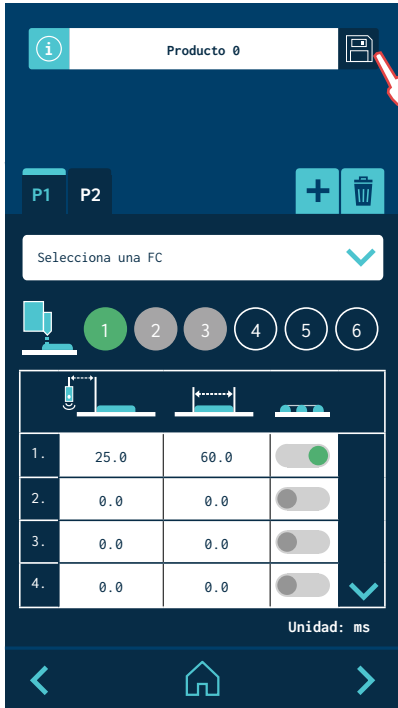 i
Producto 0
P1 P2
Selecciona una FC
1 2 3 4 5 6
1. 25.0 60.0
2. 0.0 0.0
3. 0.0 0.0
4. 0.0 0.0
Unidad: ms